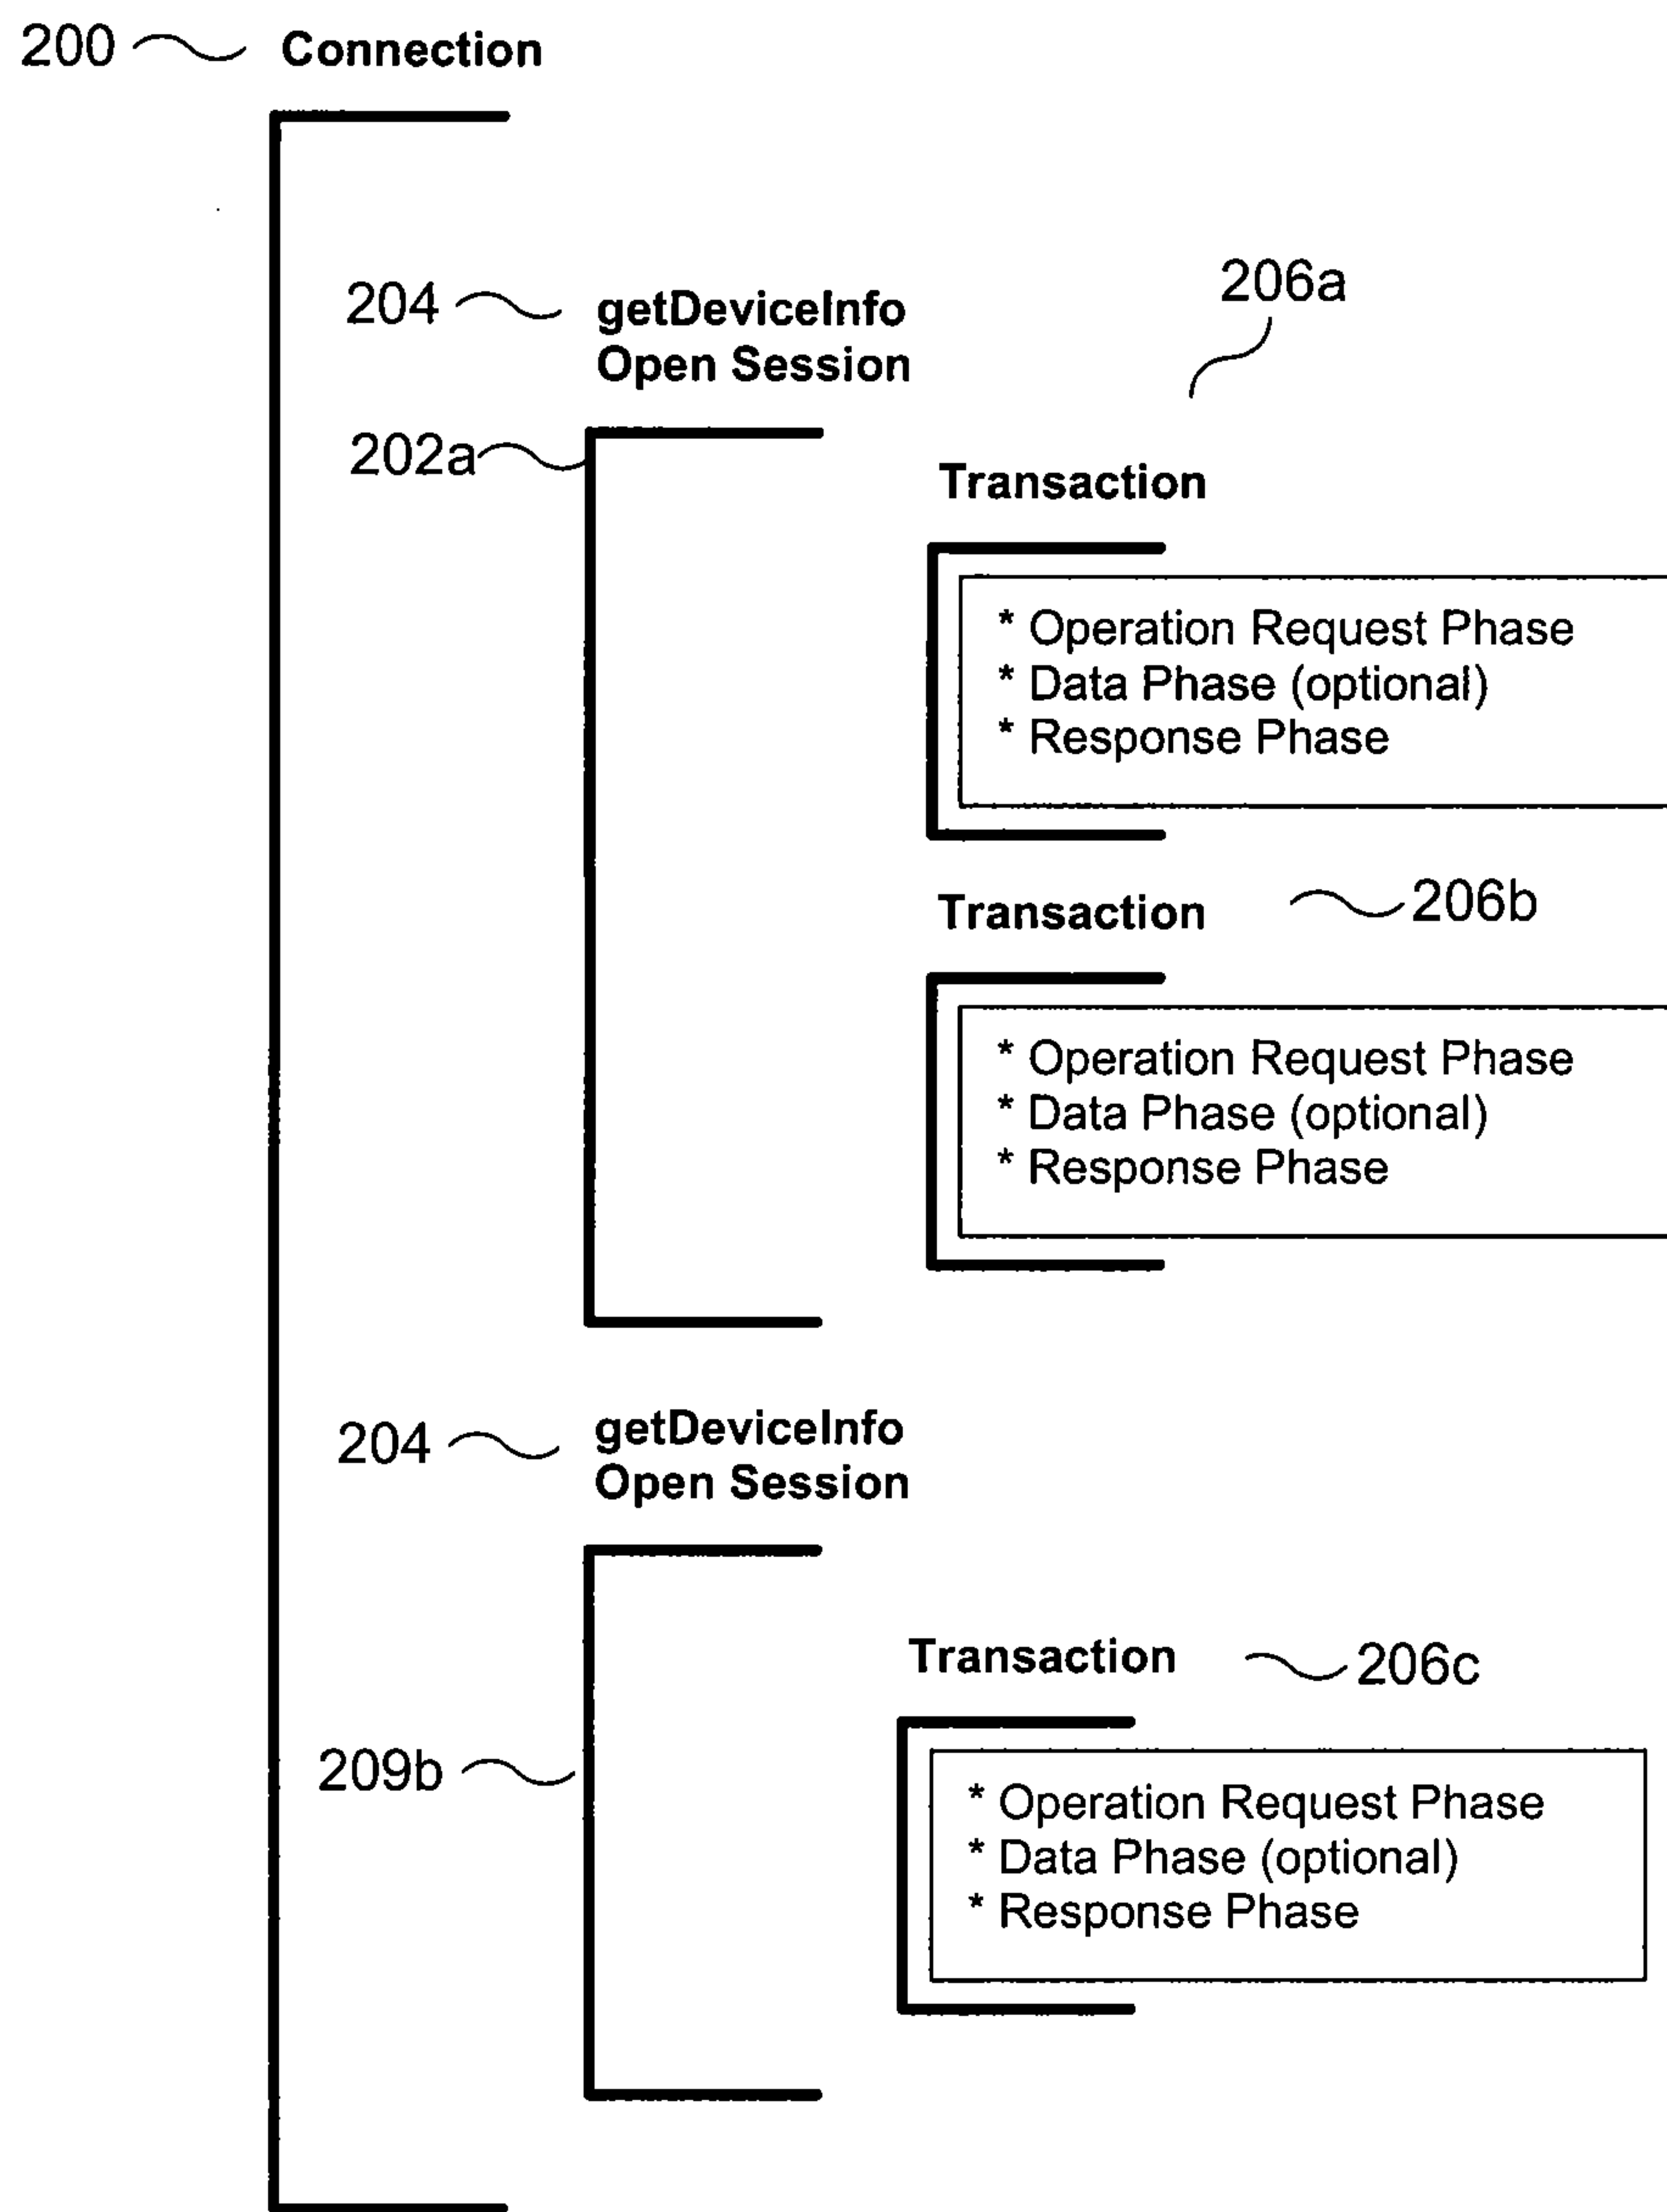 200 Connection
204 getDeviceInfo
Open Session
206a
202a
Transaction
* Operation Request Phase
* Data Phase (optional)
* Response Phase
Transaction 206b
* Operation Request Phase
* Data Phase (optional)
* Response Phase
204 getDeviceInfo
Open Session
Transaction 206c
209b
* Operation Request Phase
* Data Phase (optional)
* Response Phase